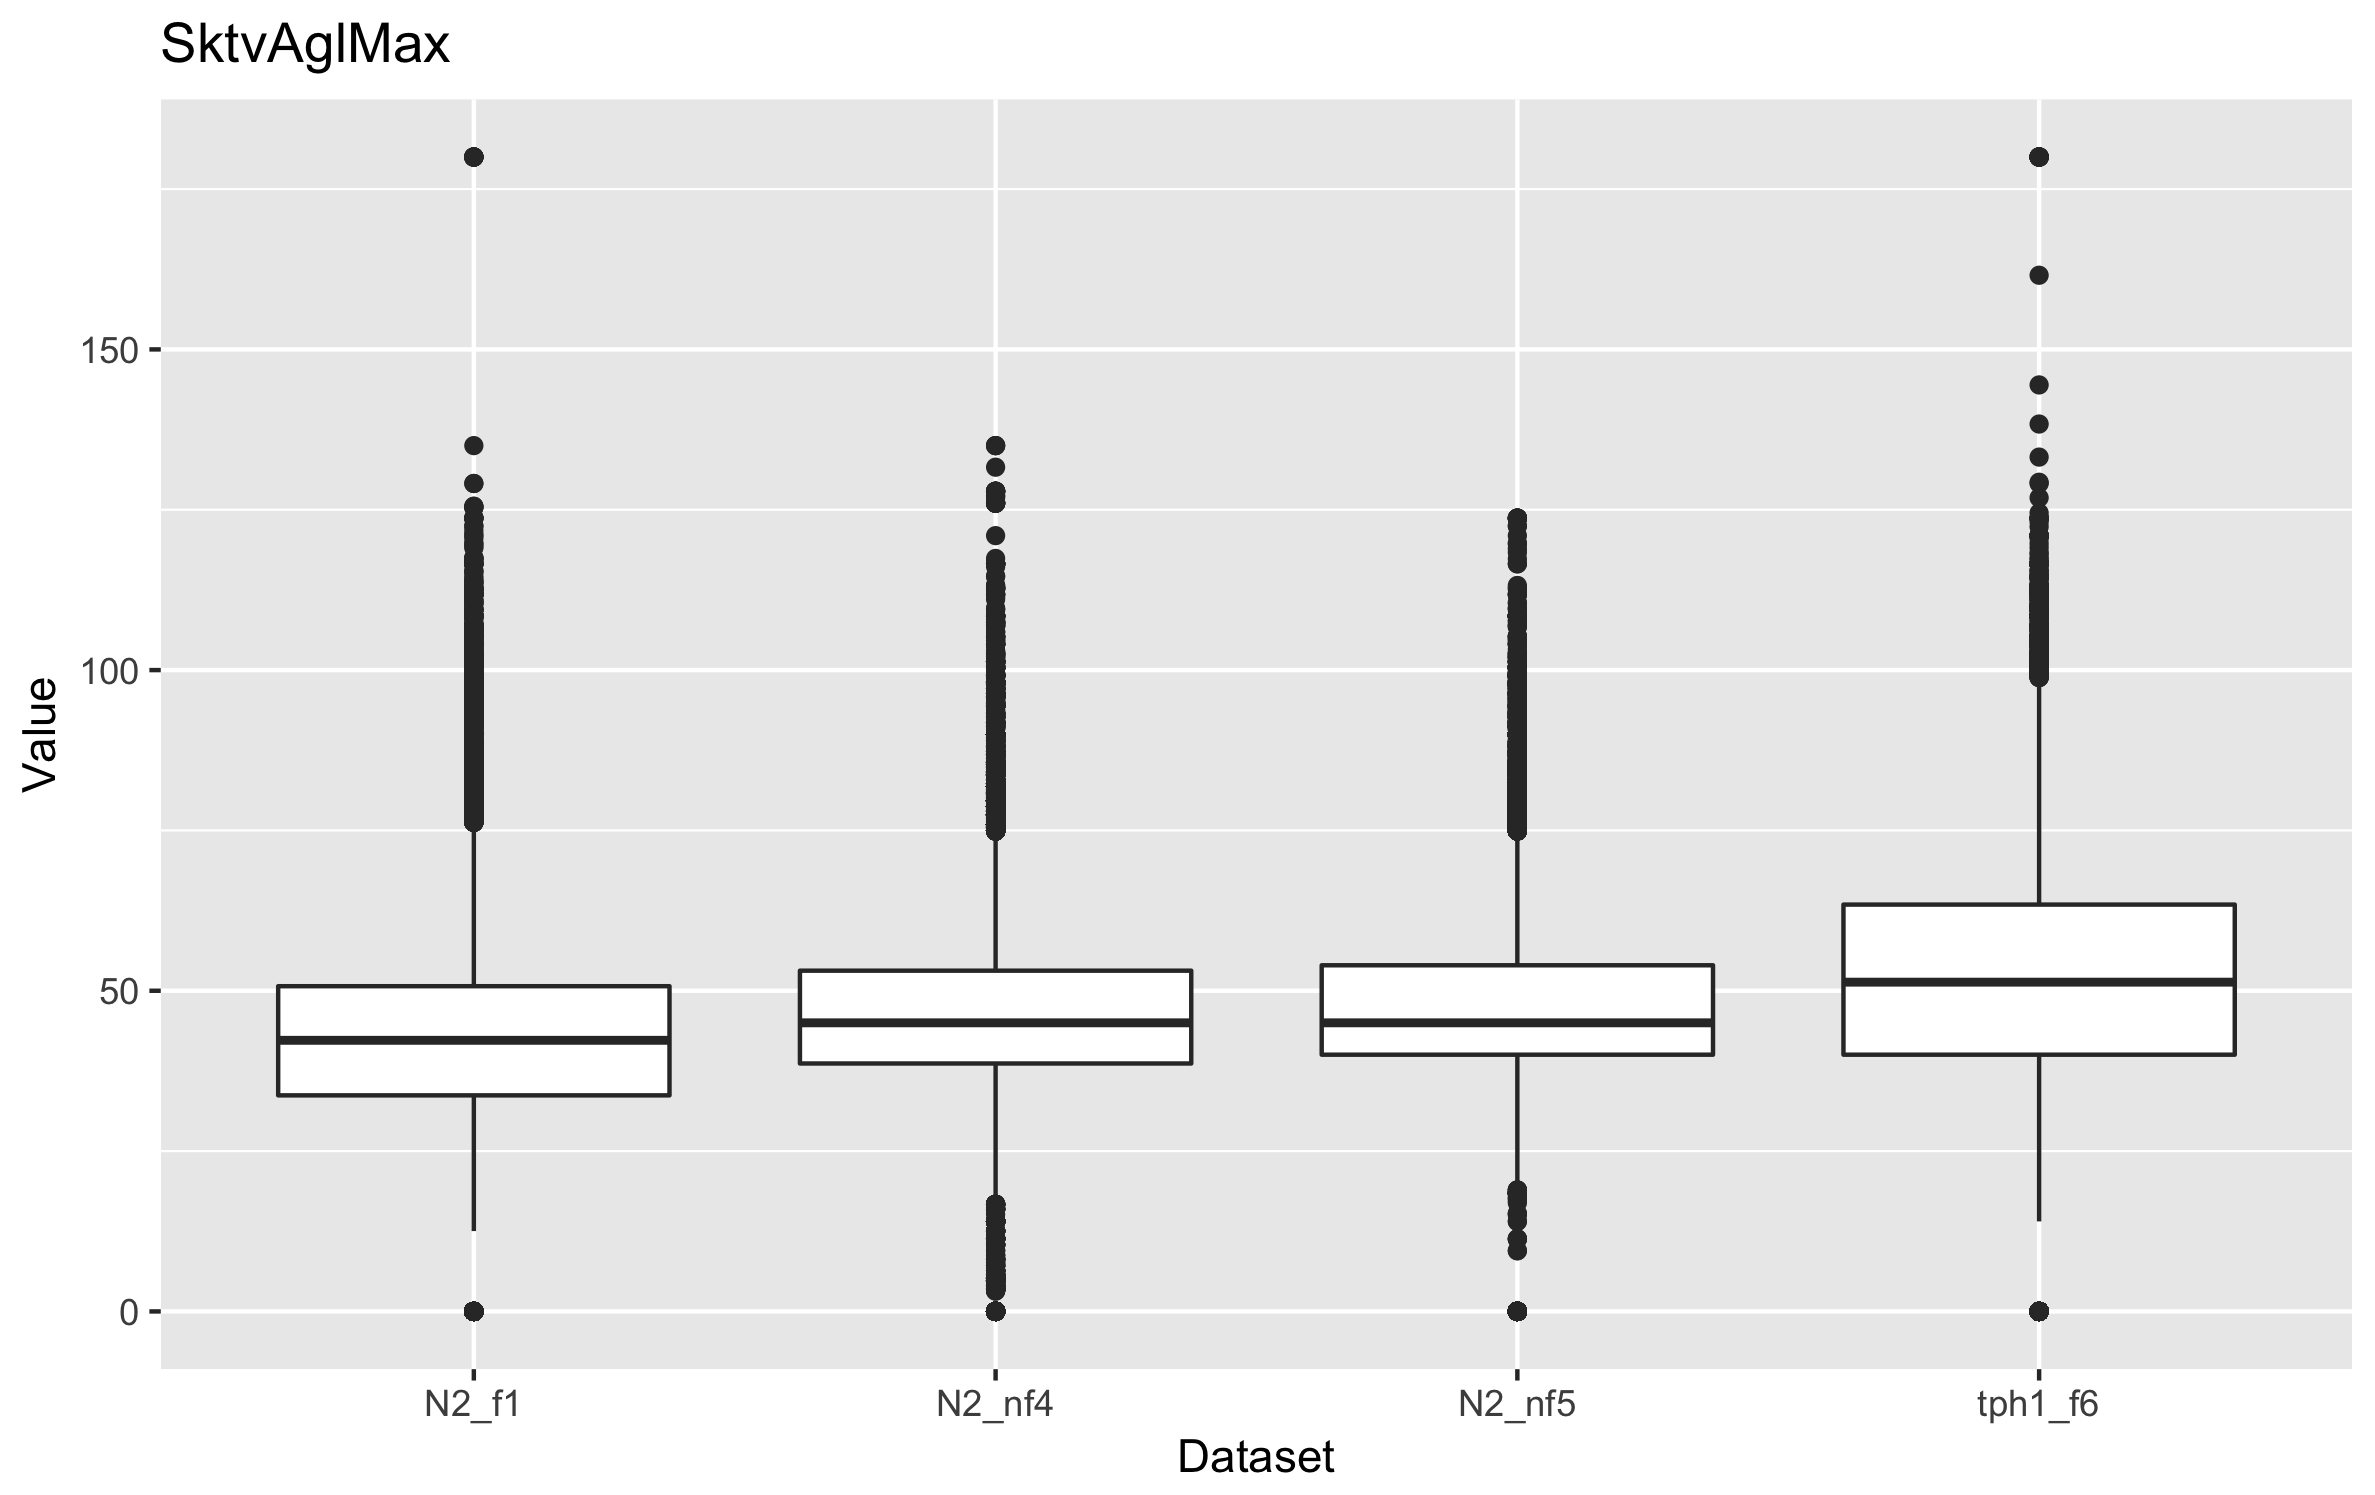 SktvAglMax
150
100
50
0
Value
N2_f1 N2_nf4 N2_nf5 tph1_f6
Dataset